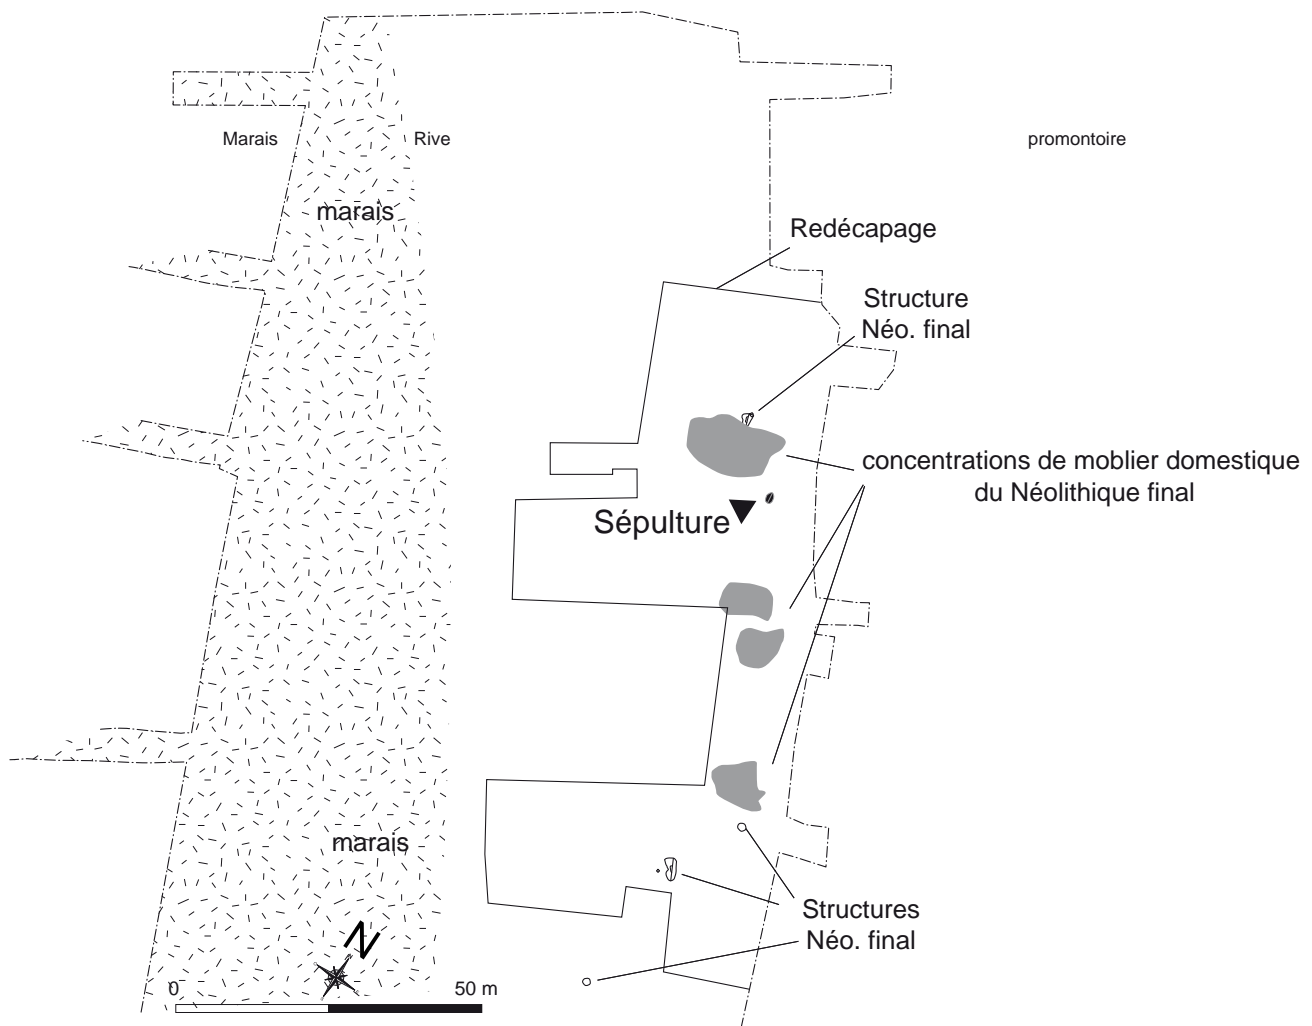 Marais
Rive
promontoire
marais
Redécapage
Structure
Néo. final
concentrations de moblier domestique
du Néolithique final
Sépulture
marais
Structures
Néo. final
N
0
50 m